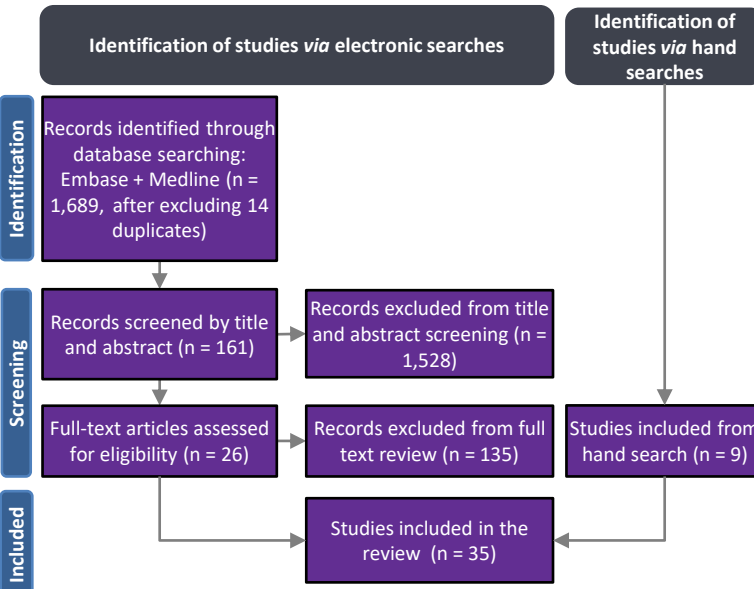 Identification of studies via electronic searches
Identification of
studies via hand
searches
Identification
Records identified through
database searching:
Embase + Medline (n =
1,689, after excluding 14
duplicates)
Screening
Records screened by title
and abstract (n = 161)
Records excluded from title
and abstract screening (n =
1,528)
Full-text articles assessed
for eligibility (n = 26)
Records excluded from full
text review (n = 135)
Studies included from
hand search (n = 9)
Included
Studies included in the
review (n = 35)